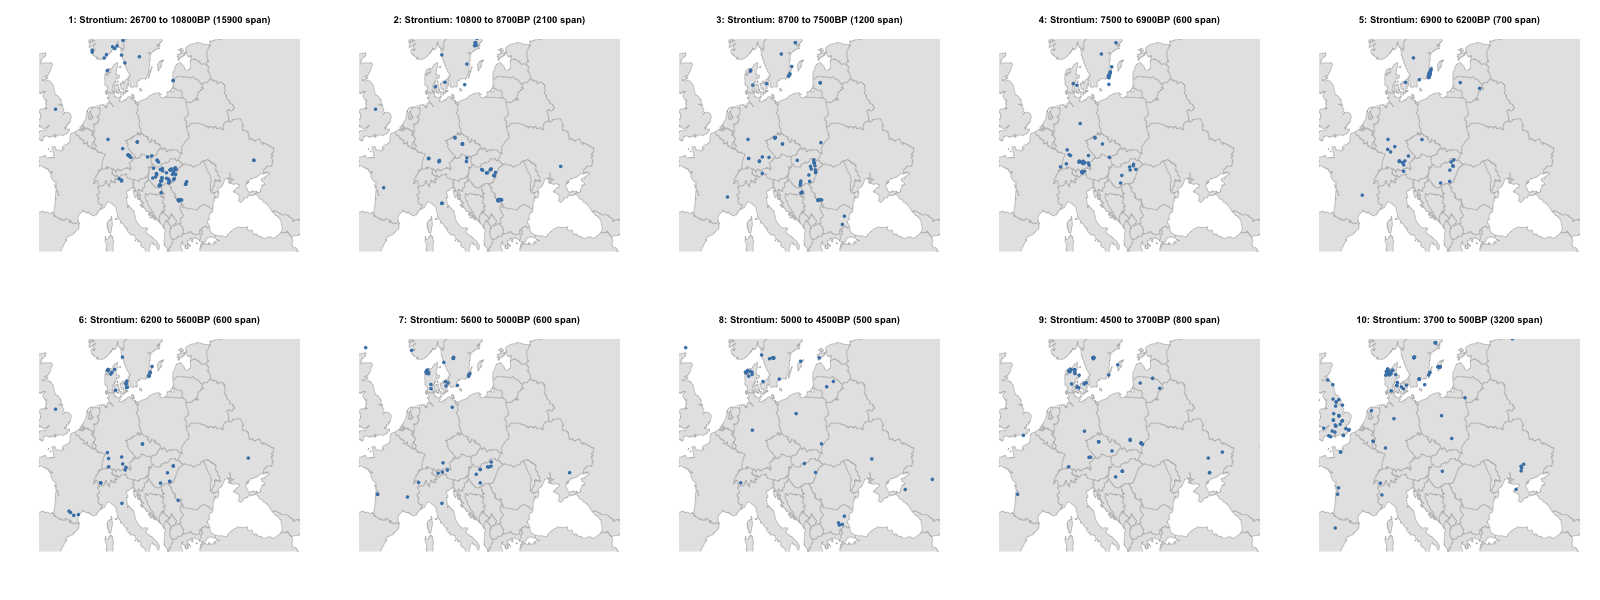 1: Strontium: 26700 to 10800BP (15900 span)
2: Strontium: 10800 to 8700BP (2100 span)
3: Strontium: 8700 to 7500BP (1200 span)
4: Strontium: 7500 to 6900BP (600 span)
5: Strontium: 6900 to 6200BP (700 span)
6: Strontium: 6200 to 5600BP (600 span)
7: Strontium: 5600 to 5000BP (600 span)
8: Strontium: 5000 to 4500BP (500 span)
9: Strontium: 4500 to 3700BP (800 span)
10: Strontium: 3700 to 500BP (3200 span)